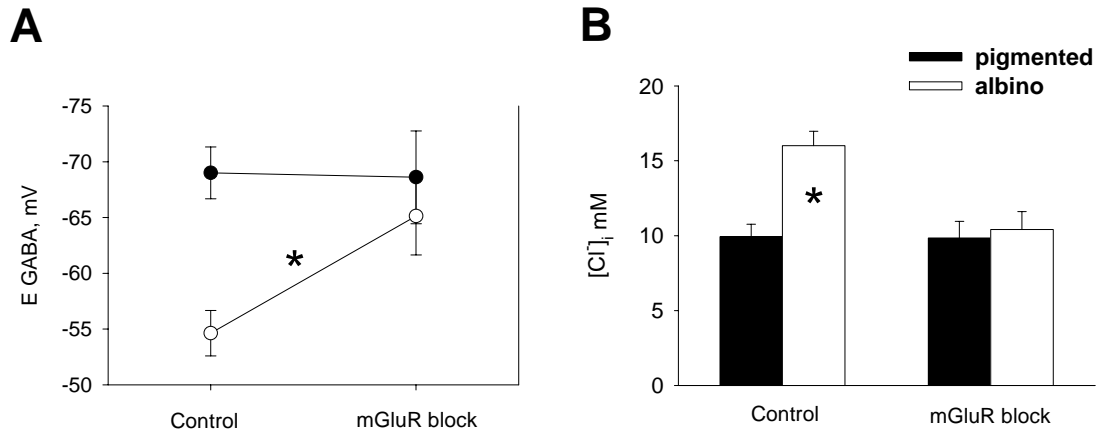 A
E GABA, mV
-75
-70
-65
-60
-55
-50
*
Control
mGluR block
B
pigmented
albino
[Cl-]i mM
20
15
10
5
0
*
Control
mGluR block